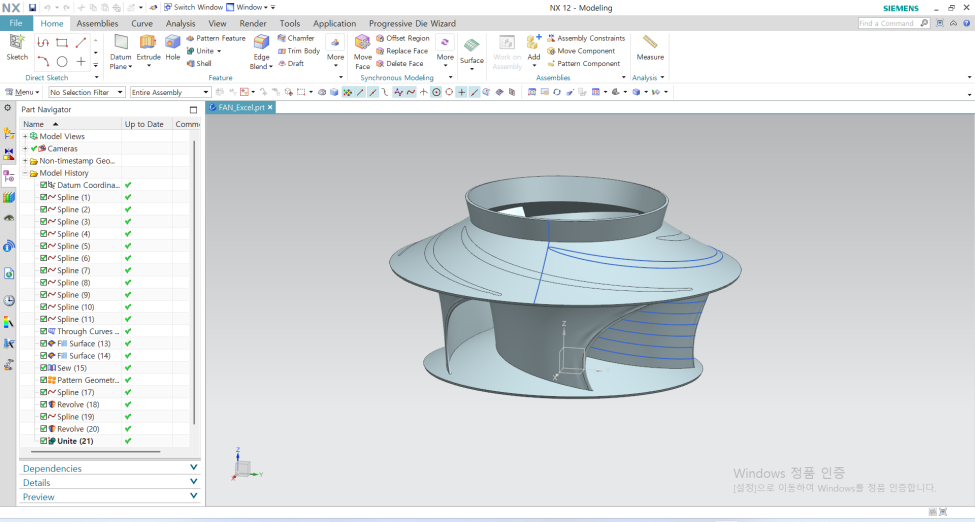 NX Switch Window Window NX 12 - Modeling SIEMENS
File Home Assemblies Curve Analysis View Render Tools Application Progressive Die Wizard Find a Command
Pattern Feature Chamfer Offset Region Assembly Constraints
Unite Trim Body Replace Face Move Component
Sketch Datum Plane Extrude Hole Shell Edge Blend Draft More Move Face Delete Face More Surface Work on Assembly Add Pattern Component Measure
Direct Sketch Feature Synchronous Modeling Assemblies Analysis
Menu No Selection Filter Entire Assembly
Part Navigator FAN_Excel.prt
Name Up to Date Comme
Model Views
Cameras
Non-timestamp Geo...
Model History
Datum Coordina...
Spline (1)
Spline (2)
Spline (3)
Spline (4)
Spline (5)
Spline (6)
Spline (7)
Spline (8)
Spline (9)
Spline (10)
Spline (11)
Through Curves ...
Fill Surface (13)
Fill Surface (14)
Sew (15)
Pattern Geometr...
Spline (17)
Revolve (18)
Spline (19)
Revolve (20)
Unite (21)
Dependencies
Details
Preview
Z
X
Z
Y
X
Windows 정품 인증
[설정]으로 이동하여 Windows를 정품 인증합니다.